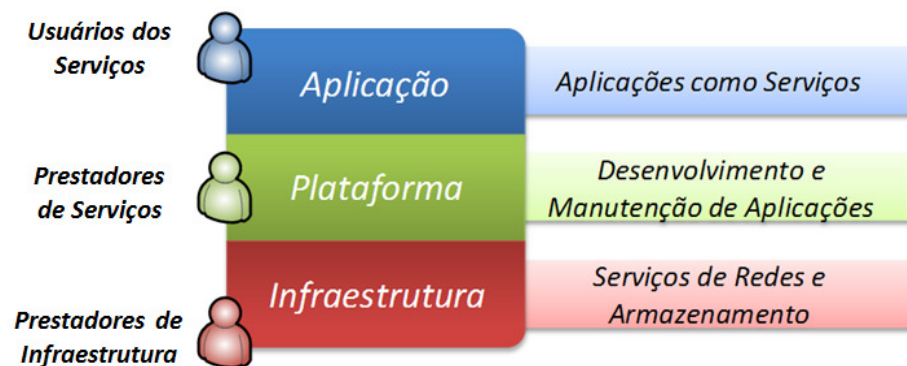 Usuários dos
Serviços
Aplicação
Aplicações como Serviços
Prestadores
de Serviços
Plataforma
Desenvolvimento e
Manutenção de Aplicações
Prestadores de
Infraestrutura
Infraestrutura
Serviços de Redes e
Armazenamento